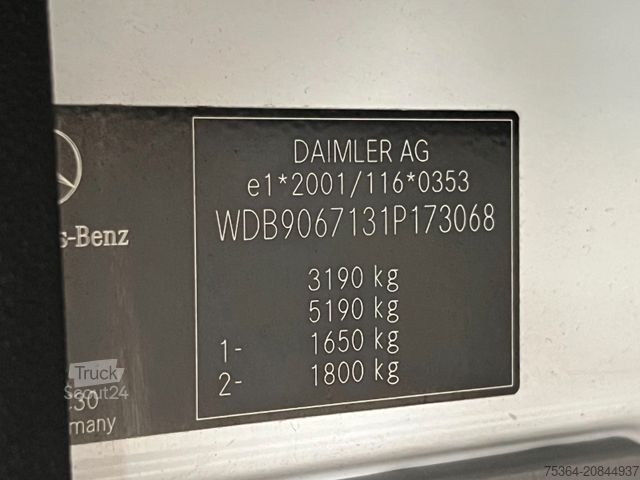 DAIMLER AG
e1*2001/116*0353
WDB9067131P173068
s-Benz
3190 kg
5190 kg
1- 1650 kg
2- 1800 kg
Truck
Scout24
30
many
75364-20844937